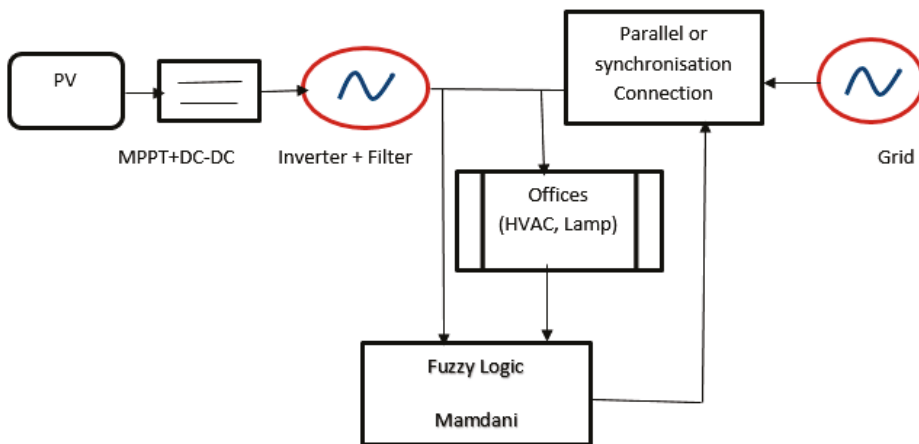 PV
MPPT+DC-DC
Inverter + Filter
Parallel or
synchronisation
Connection
Grid
Offices
(HVAC, Lamp)
Fuzzy Logic
Mamdani